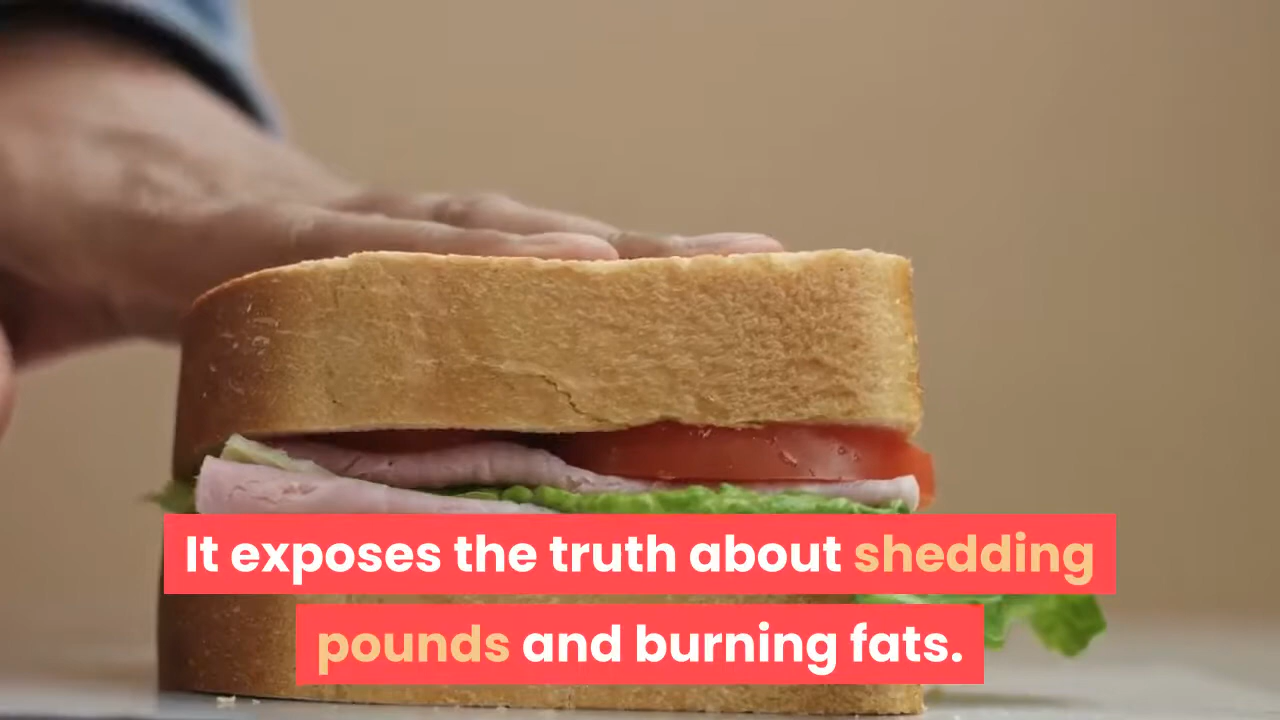 It exposes the truth about shedding
pounds and burning fats.